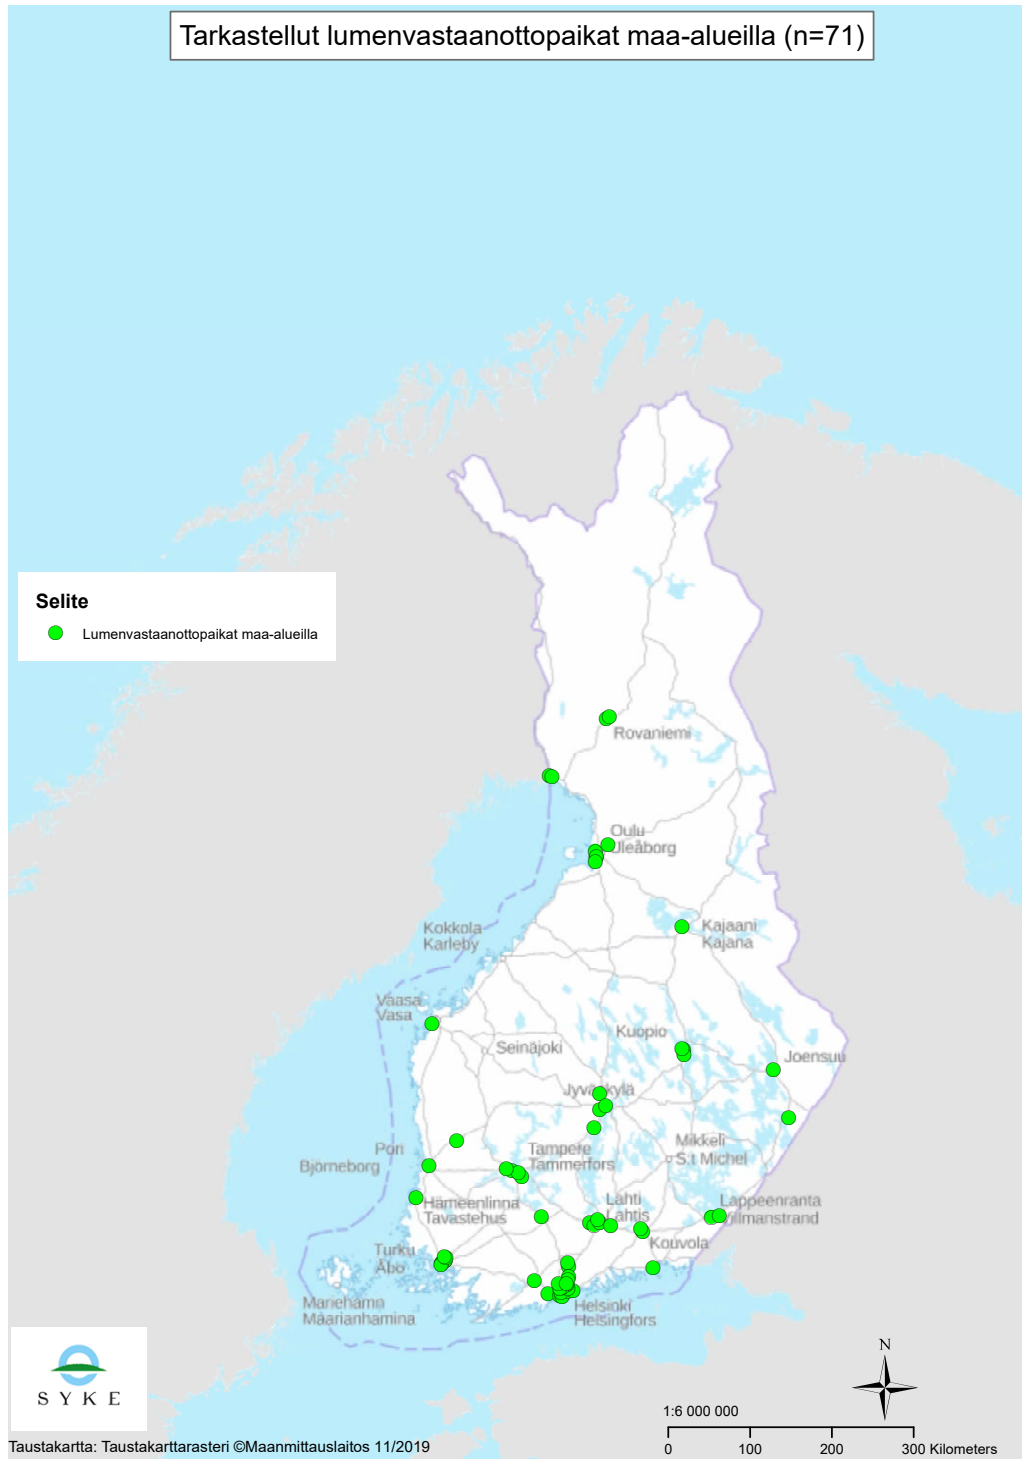 Tarkastellut lumenvastaanottopaikat maa-alueilla (n=71)
Selite
Lumenvastaanottopaikat maa-alueilla
Rovaniemi
Oulu
Uleåborg
Kokkola
Karleby
Kajaani
Kajana
Vaasa
Vasa
Seinäjoki
Kuopio
Joensuu
Jyväskylä
Pori
Björneborg
Tampere
Tammerfors
Mikkeli
S:t Michel
Hämeenlinna
Tavastehus
Lahti
Lahtis
Lappeenranta
Villmanstrand
Kouvola
Turku
Åbo
Mariehamn
Maarianhamina
Helsinki
Helsingfors
SYKE
N
1:6 000 000
0 100 200 300 Kilometers
Taustakartta: Taustakarttarasteri ©Maanmittauslaitos 11/2019